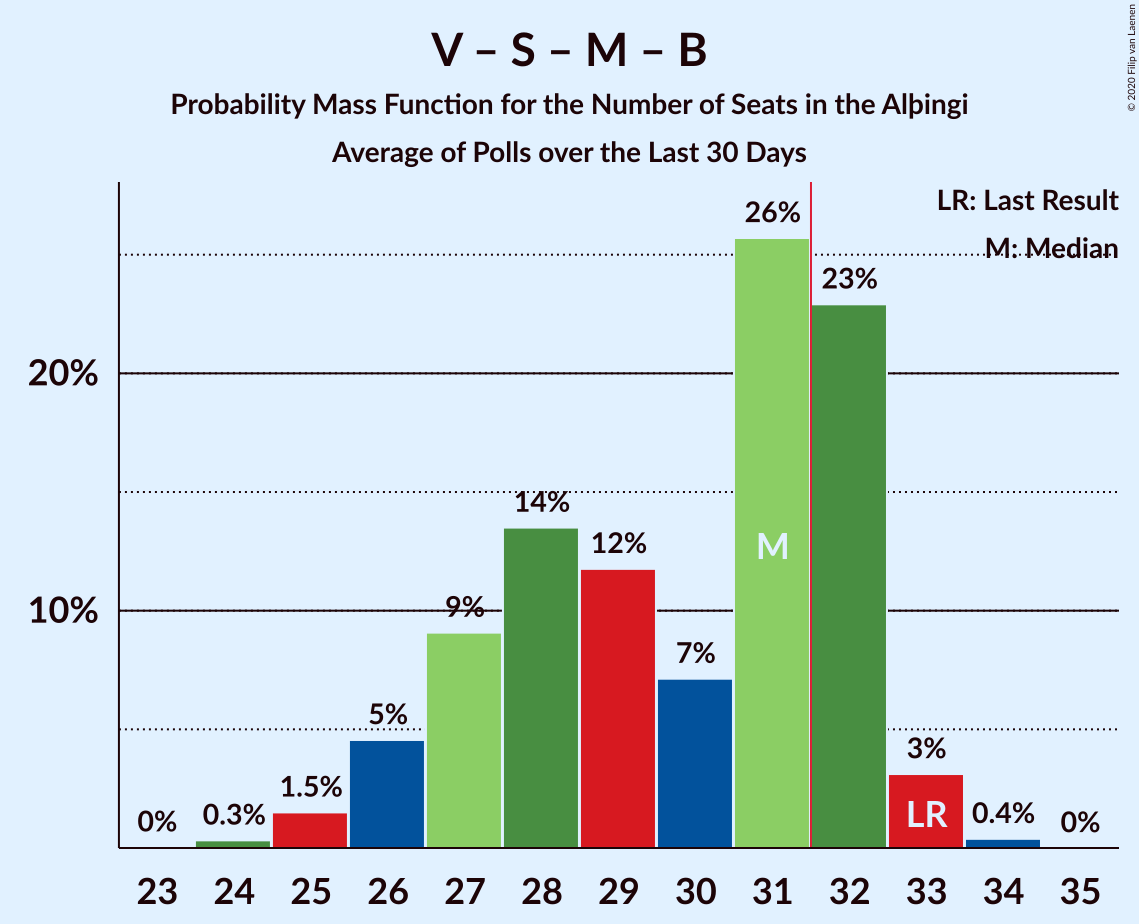 V – S – M – B
Probability Mass Function for the Number of Seats in the Alþingi
Average of Polls over the Last 30 Days
© 2020 Filip van Laenen
LR: Last Result
M: Median
20%
10%
0%
0.3%
1.5%
5%
9%
14%
12%
7%
26%
23%
3%
0.4%
0%
M
LR
23 24 25 26 27 28 29 30 31 32 33 34 35